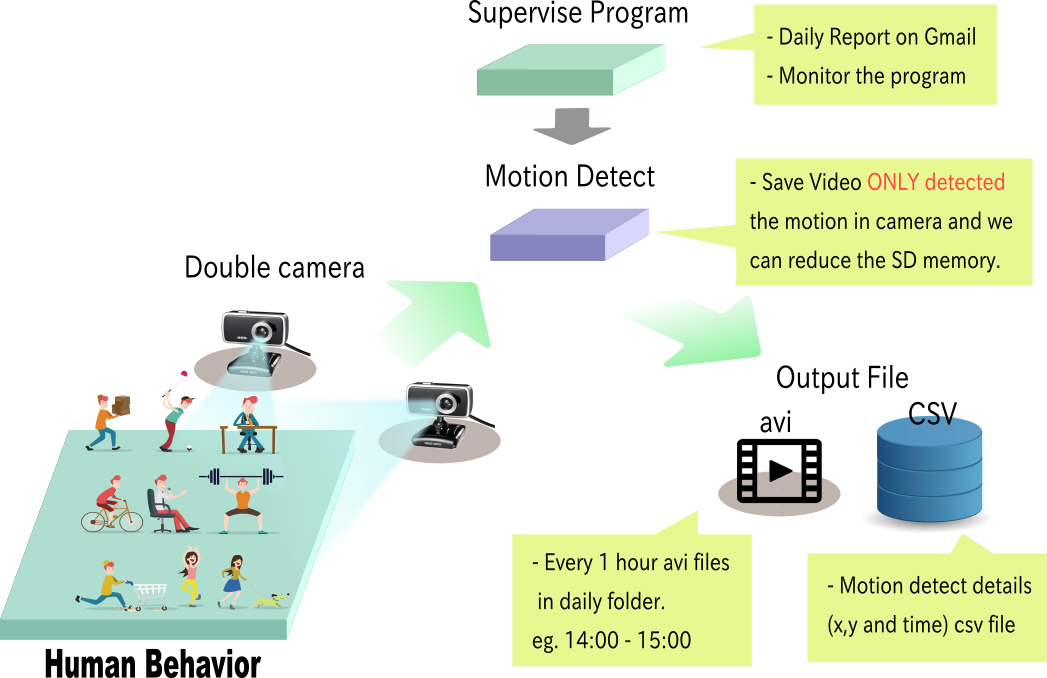 Supervise Program
- Daily Report on Gmail
- Monitor the program
Motion Detect
- Save Video ONLY detected
the motion in camera and we
can reduce the SD memory.
Double camera
Output File
avi
CSV
- Every 1 hour avi files
in daily folder.
eg. 14:00 - 15:00
- Motion detect details
(x,y and time) csv file
Human Behavior